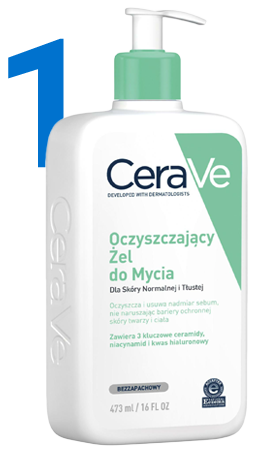 1
CeraVe
DEVELOPED WITH DERMATOLOGISTS
Oczyszczający
Żel
do Mycia
Dla Skóry Normalnej i Tłustej
Oczyszcza i usuwa nadmiar sebum,
nie naruszając bariery ochronnej
skóry twarzy i ciała
Zawiera 3 kluczowe ceramidy,
niacynamid i kwas hialuronowy
BEZZAPACHOWY
473 ml / 16 FL OZ
CeraVe